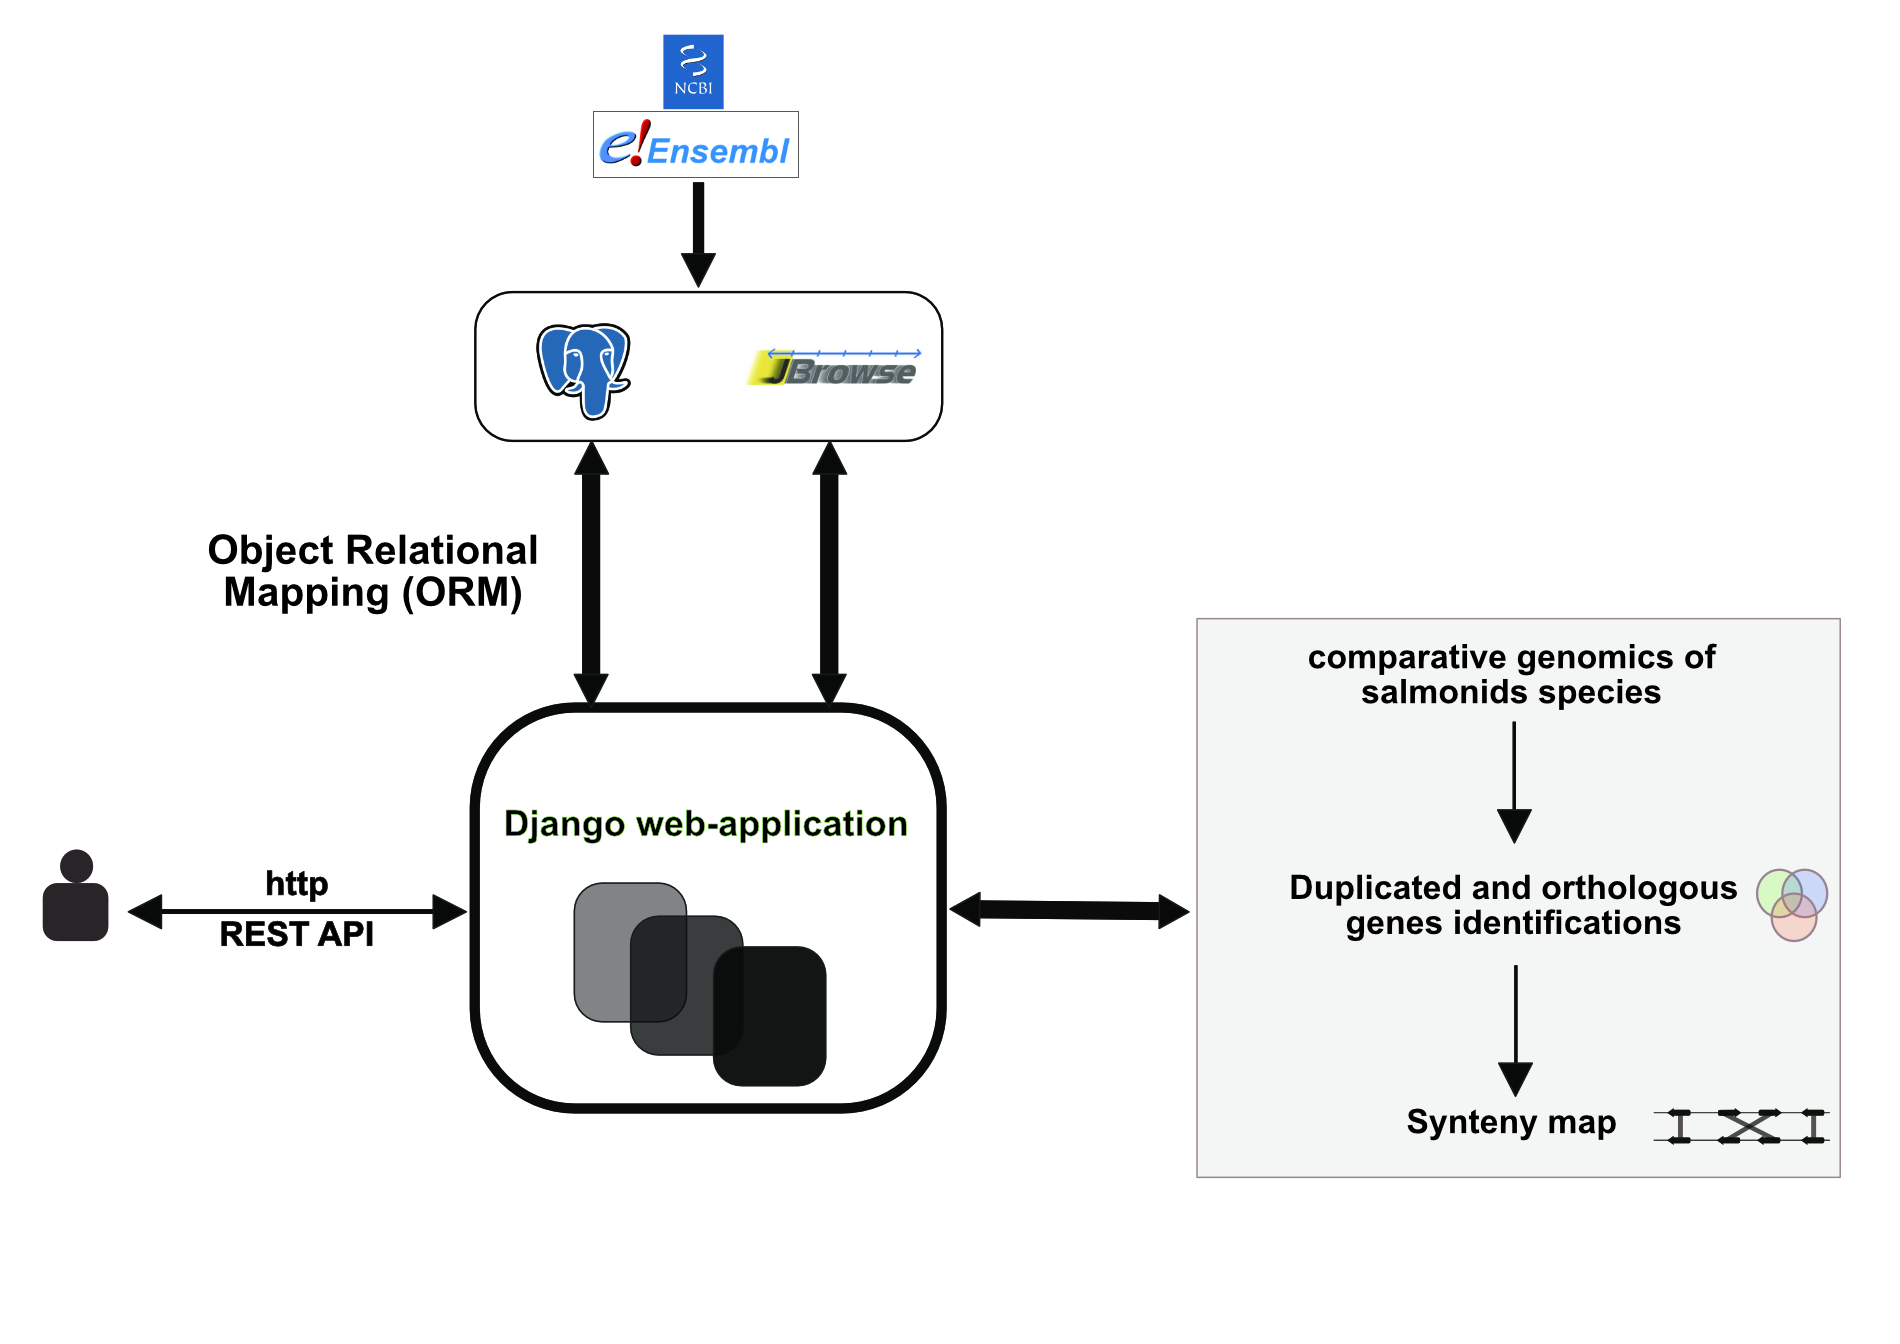 NCBI
e!Ensembl
JBrowse
Object Relational
Mapping (ORM)
comparative genomics of
salmonids species
Django web-application
http
REST API
Duplicated and orthologous
genes identifications
Synteny map